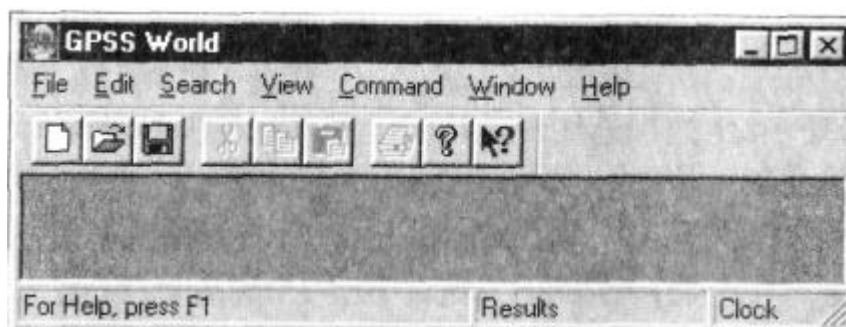 GPSS World
File Edit Search View Command Window Help
For Help, press F1 Results Clock